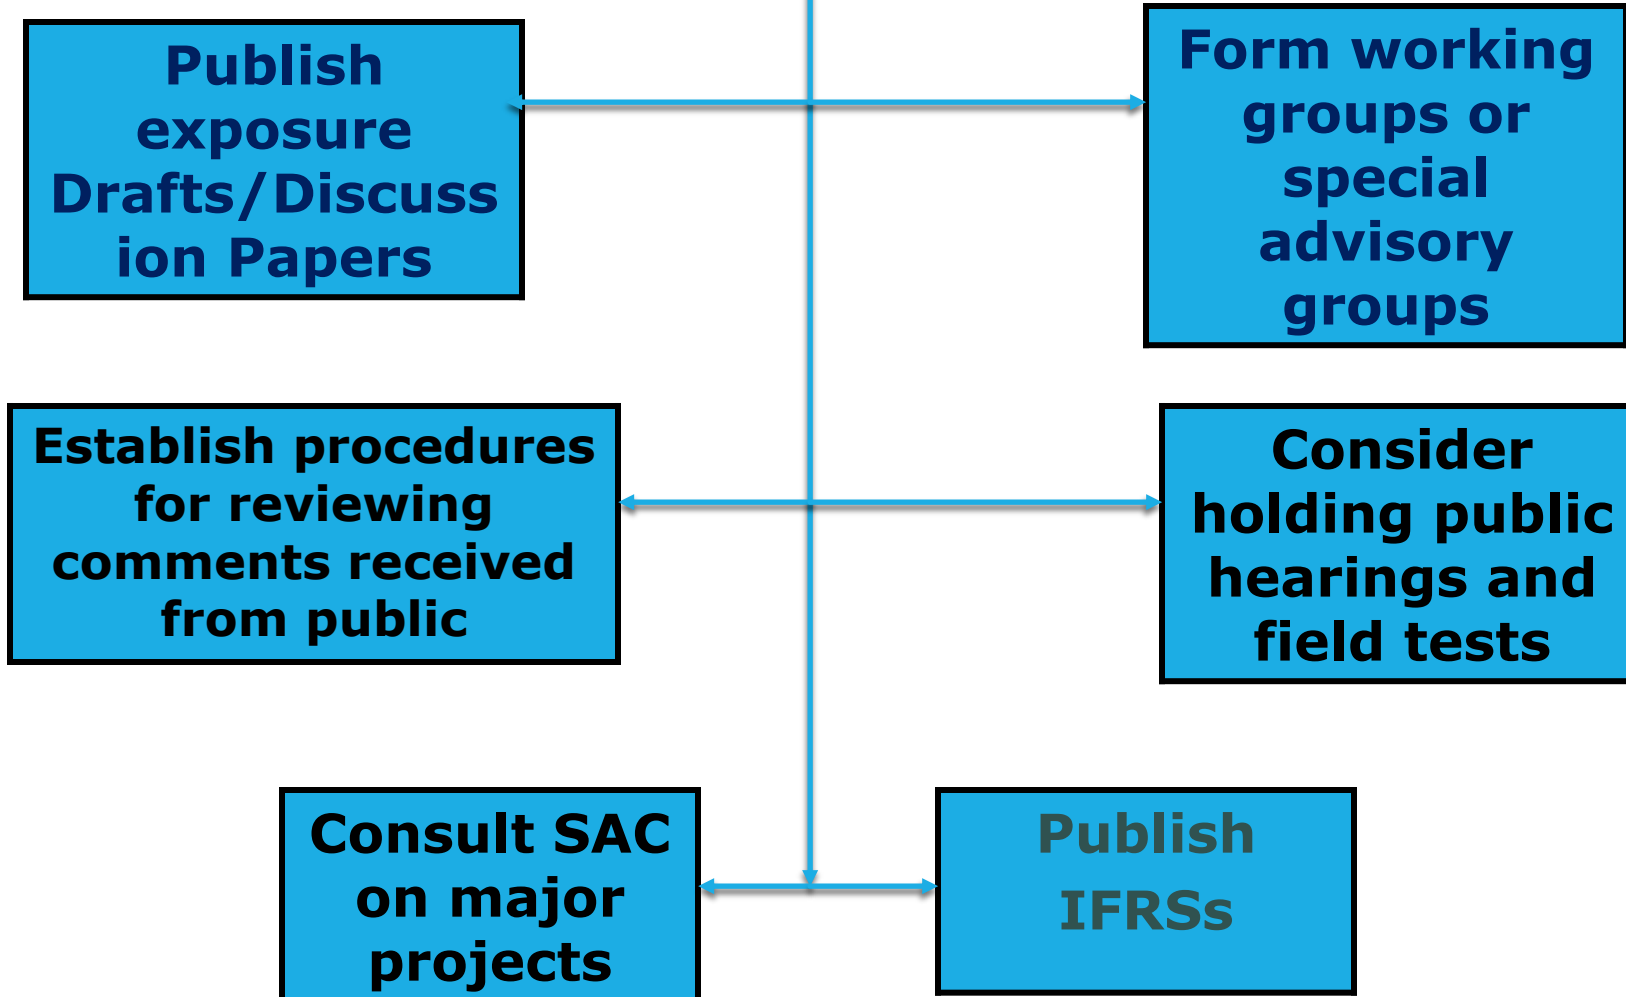 Publish
exposure
Drafts/Discuss
ion Papers
Form working
groups or
special
advisory
groups
Establish procedures
for reviewing
comments received
from public
Consider
holding public
hearings and
field tests
Consult SAC
on major
projects
Publish
IFRSs